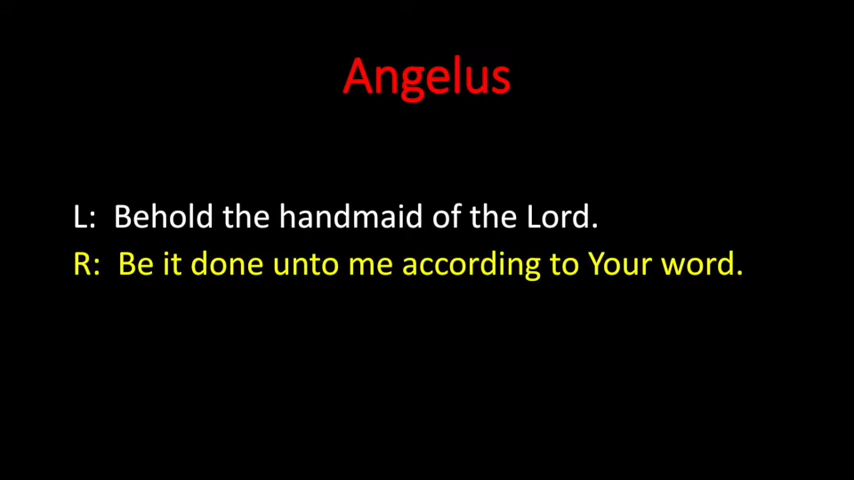 Angelus
L: Behold the handmaid of the Lord.
R: Be it done unto me according to Your word.